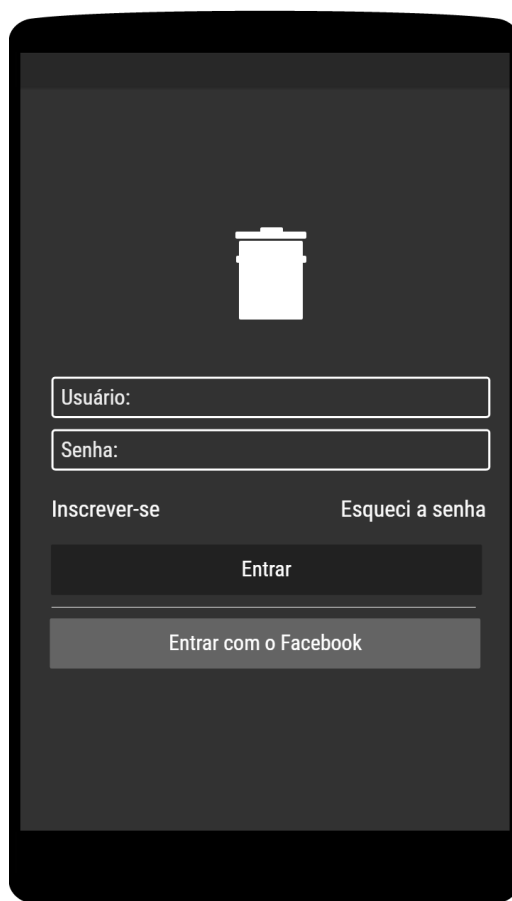 Usuário:
Senha:
Inscrever-se Esqueci a senha
Entrar
Entrar com o Facebook